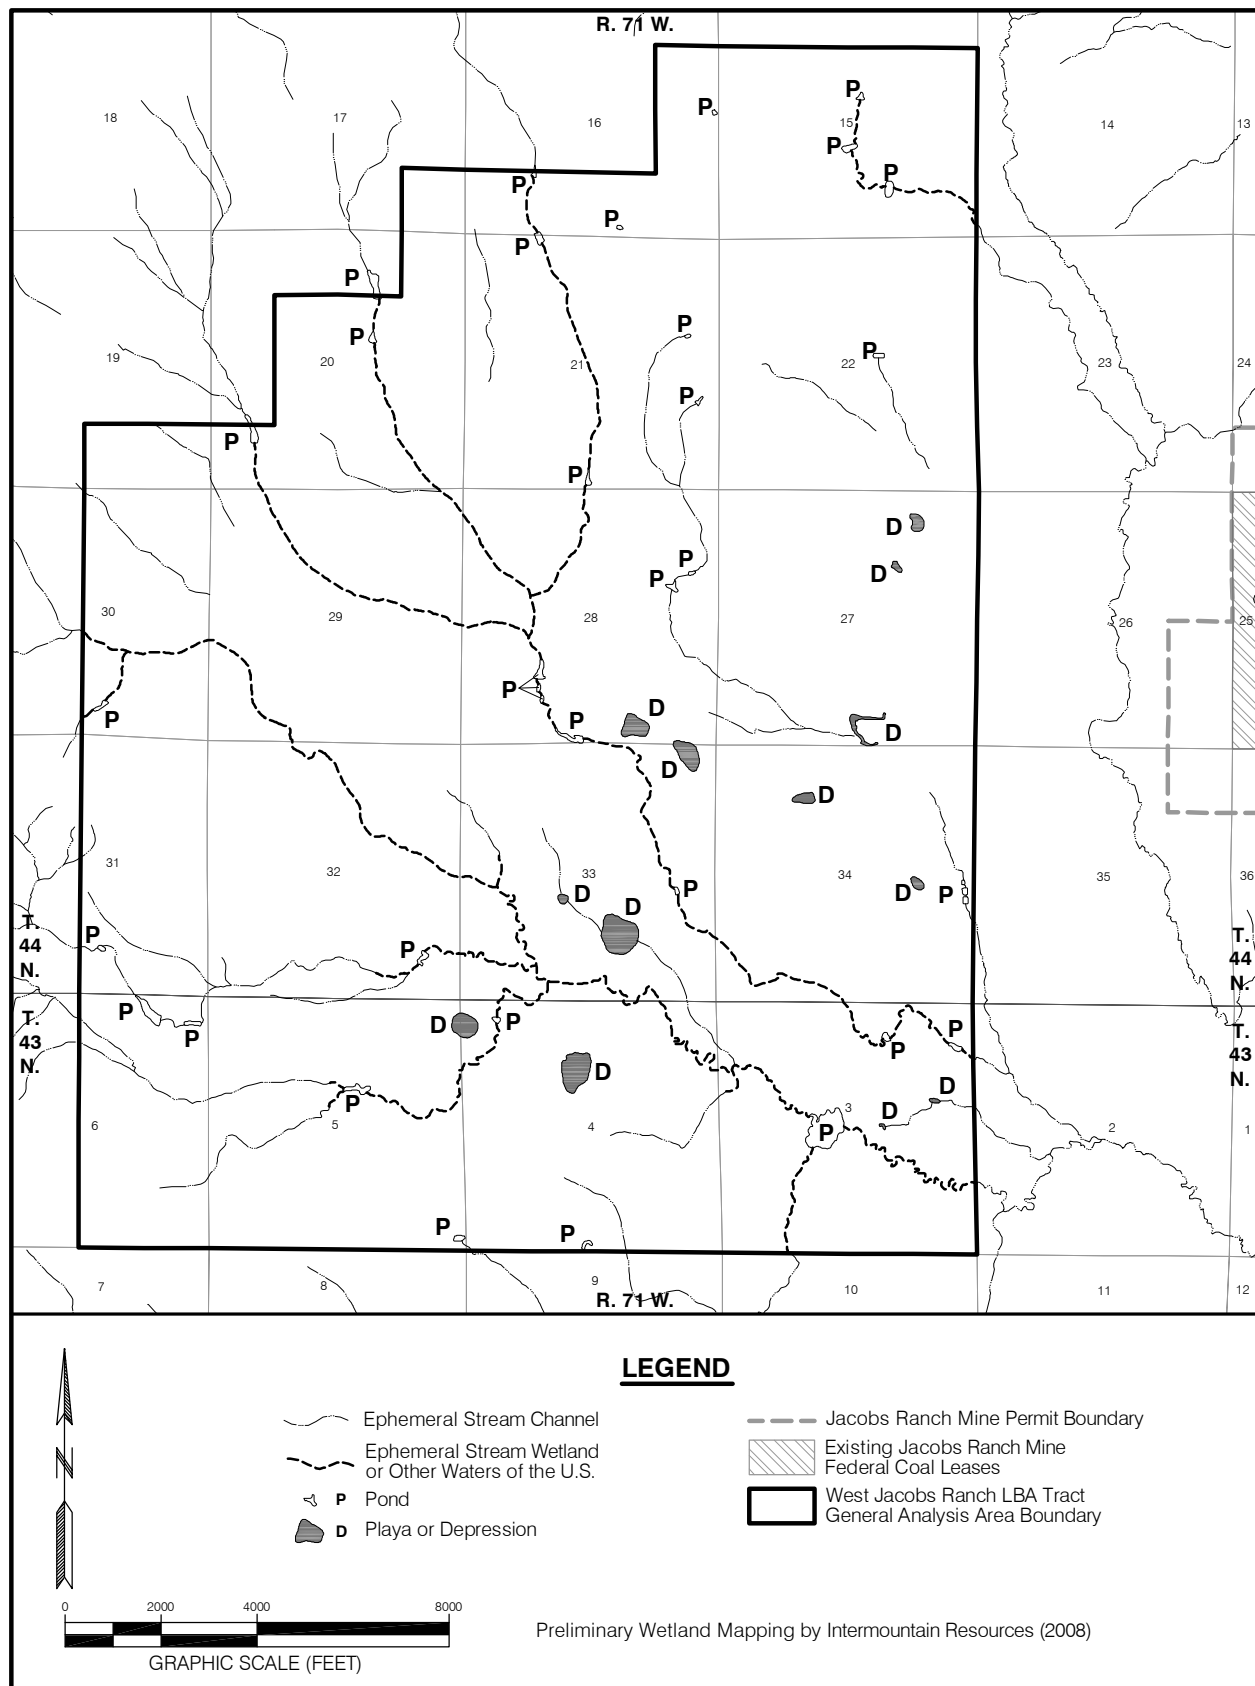 R. 71 W.
18
17
16
P
P
15
14
13
P
P
P
P
P
P
P
P
19
20
21
P
22
P
23
24
P
P
P
D
D
P
P
30
29
28
27
26
25
P
P
P
D
D
D
D
31
32
33
34
35
36
D
D
D
P
P
T.
44
N.
P
P
T.
44
N.
T.
43
N.
P
P
D
P
P
P
T.
43
N.
D
P
D
D
P
6
5
4
3
2
1
P
P
7
8
9
10
11
12
R. 71 W.
LEGEND
Ephemeral Stream Channel
Ephemeral Stream Wetland
or Other Waters of the U.S.
P Pond
D Playa or Depression
Jacobs Ranch Mine Permit Boundary
Existing Jacobs Ranch Mine
Federal Coal Leases
West Jacobs Ranch LBA Tract
General Analysis Area Boundary
N
0 2000 4000 8000
GRAPHIC SCALE (FEET)
Preliminary Wetland Mapping by Intermountain Resources (2008)